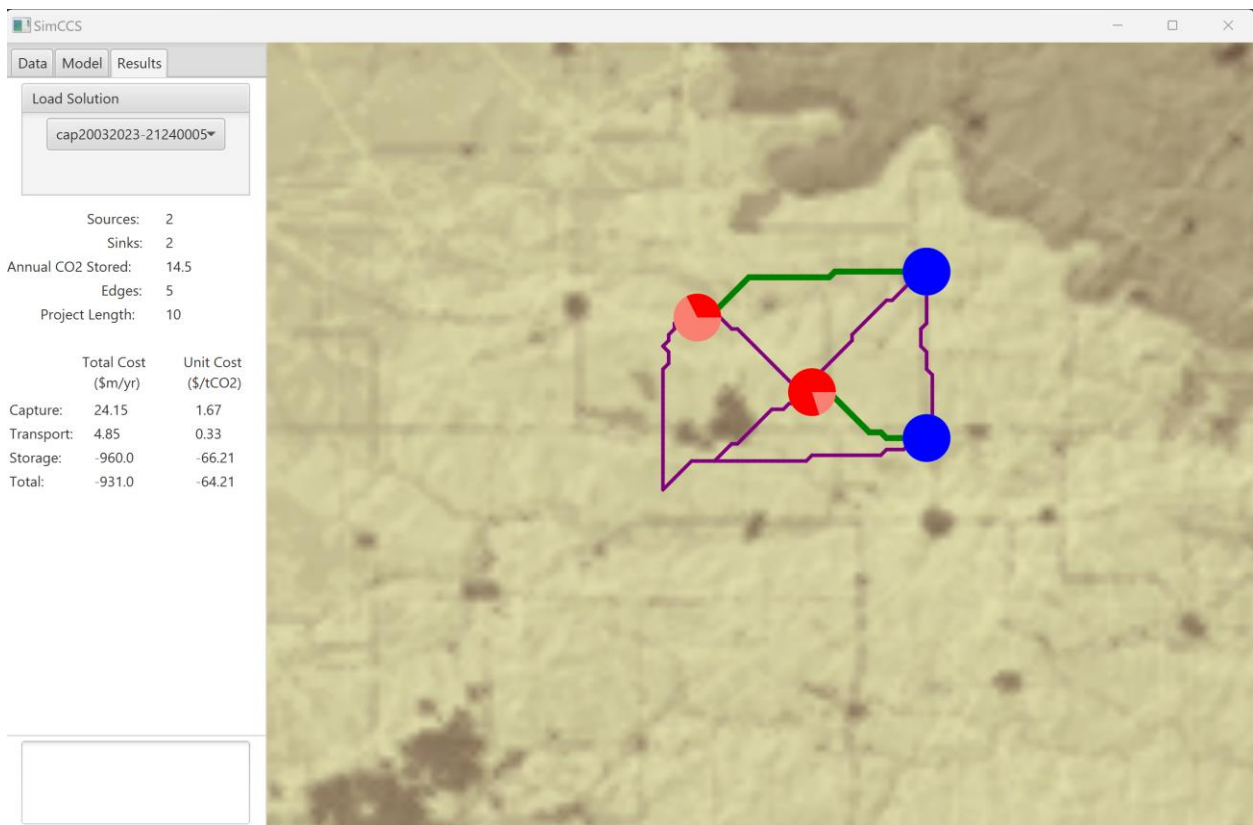 SimCCS
Data Model Results
Load Solution
cap20032023-21240005
Sources: 2
Sinks: 2
Annual CO2 Stored: 14.5
Edges: 5
Project Length: 10
Total Cost Unit Cost
($m/yr) ($/tCO2)
Capture: 24.15 1.67
Transport: 4.85 0.33
Storage: -960.0 -66.21
Total: -931.0 -64.21